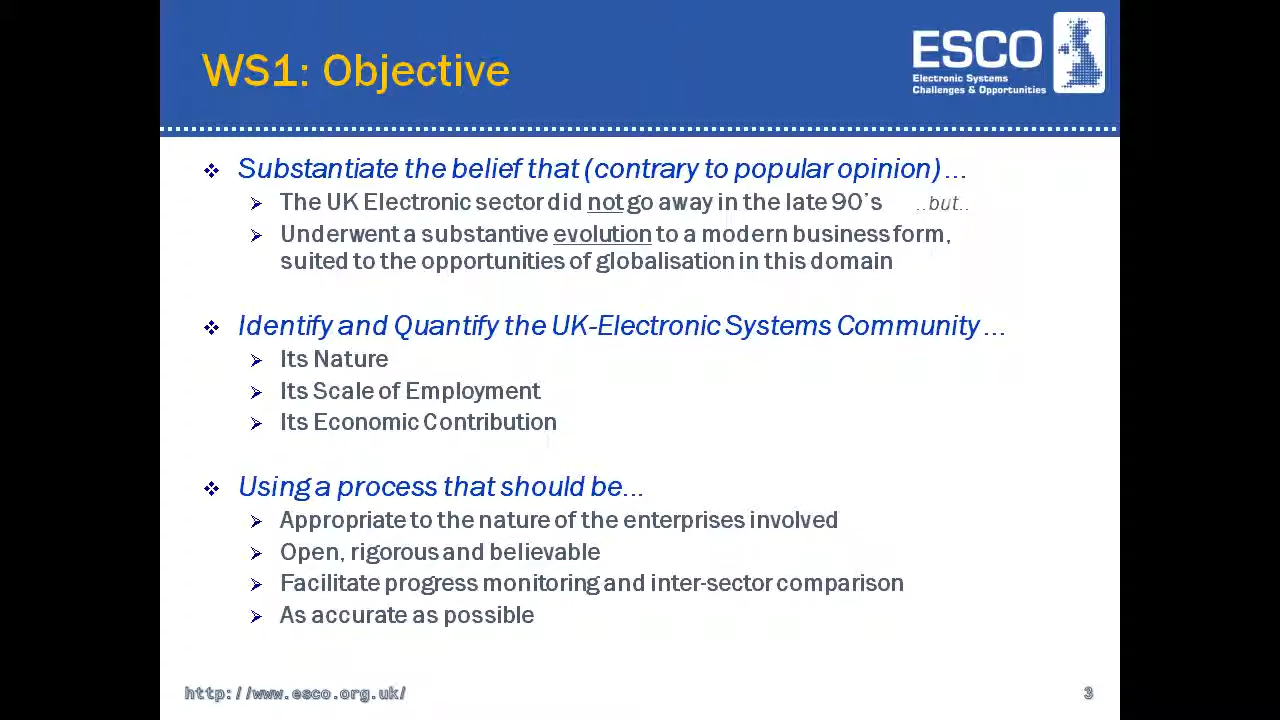 WS1: Objective
ESCO
Electronic Systems
Challenges & Opportunities
Substantiate the belief that (contrary to popular opinion)...
The UK Electronic sector did not go away in the late 90's ..but..
Underwent a substantive evolution to a modern business form,
suited to the opportunities of globalisation in this domain
Identify and Quantify the UK-Electronic Systems Community...
Its Nature
Its Scale of Employment
Its Economic Contribution
Using a process that should be...
Appropriate to the nature of the enterprises involved
Open, rigorous and believable
Facilitate progress monitoring and inter-sector comparison
As accurate as possible
http://www.esco.org.uk/
3